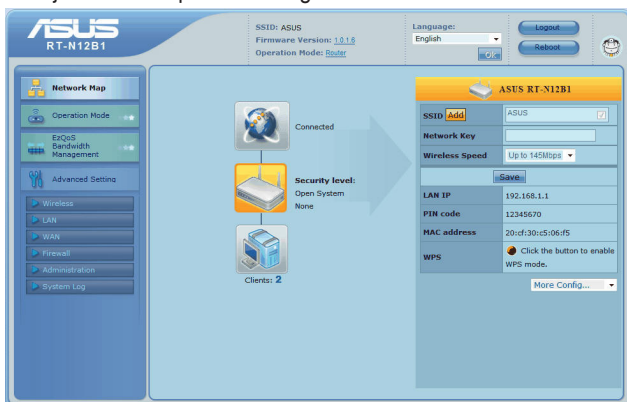 ASUS
RT-N12B1
SSID: ASUS
Firmware Version: 1.0.1.6
Operation Mode: Router
Language:
English
OK
Logout
Reboot
Network Map
Operation Mode
EzQoS
Bandwidth
Management
Advanced Setting
Wireless
LAN
WAN
Firewall
Administration
System Log
Connected
Security level:
Open System
None
Clients: 2
ASUS RT-N12B1
SSID Add ASUS
Network Key
Wireless Speed Up to 145Mbps
Save
LAN IP 192.168.1.1
PIN code 12345670
MAC address 20:cf:30:c5:06:f5
WPS Click the button to enable
WPS mode.
More Config...